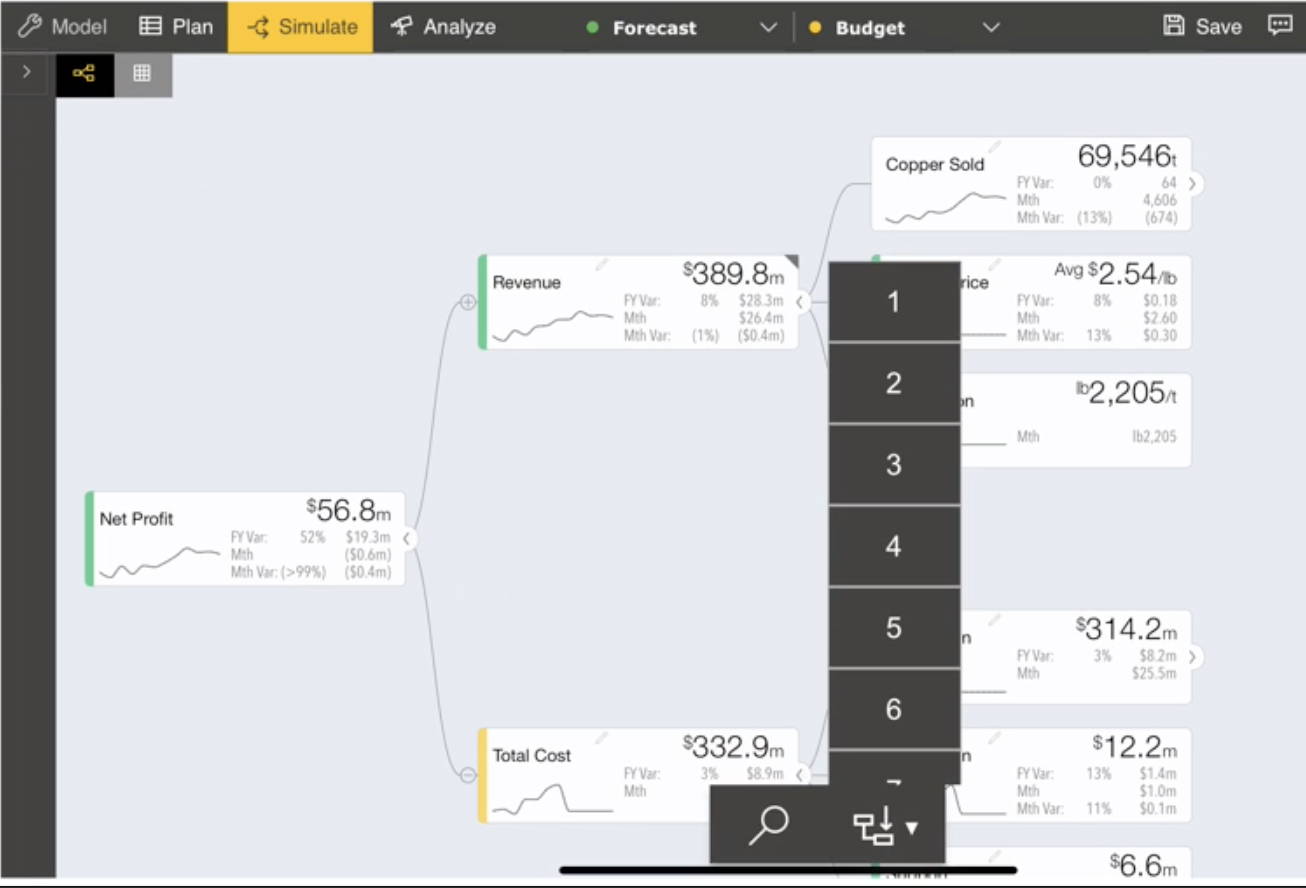 Model Plan Simulate Analyze Forecast Budget Save
Copper Sold 69,546t
FY Var: 0% 64
Mth 4,606
Mth Var: (13%) (674)
Revenue $389.8m
FY Var: 8% $28.3m
Mth $26.4m
Mth Var: (1%) ($0.4m)
rice Avg $2.54/lb
FY Var: 8% $0.18
Mth $2.60
Mth Var: 13% $0.30
on lb2,205/t
Mth lb2,205
Net Profit $56.8m
FY Var: 52% $19.3m
Mth ($0.6m)
Mth Var: (>99%) ($0.4m)
1
2
3
4
5
6
n $314.2m
FY Var: 3% $8.2m
Mth $25.5m
Total Cost $332.9m
FY Var: 3% $8.9m
Mth
n $12.2m
FY Var: 13% $1.4m
Mth $1.0m
Mth Var: 11% $0.1m
$6.6m